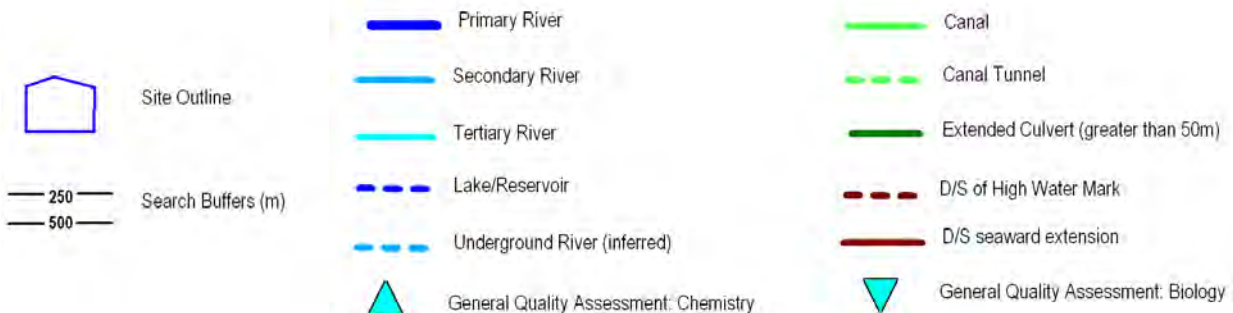 Site Outline
250
500
Search Buffers (m)
Primary River
Secondary River
Tertiary River
Lake/Reservoir
Underground River (inferred)
General Quality Assessment: Chemistry
Canal
Canal Tunnel
Extended Culvert (greater than 50m)
D/S of High Water Mark
D/S seaward extension
General Quality Assessment: Biology